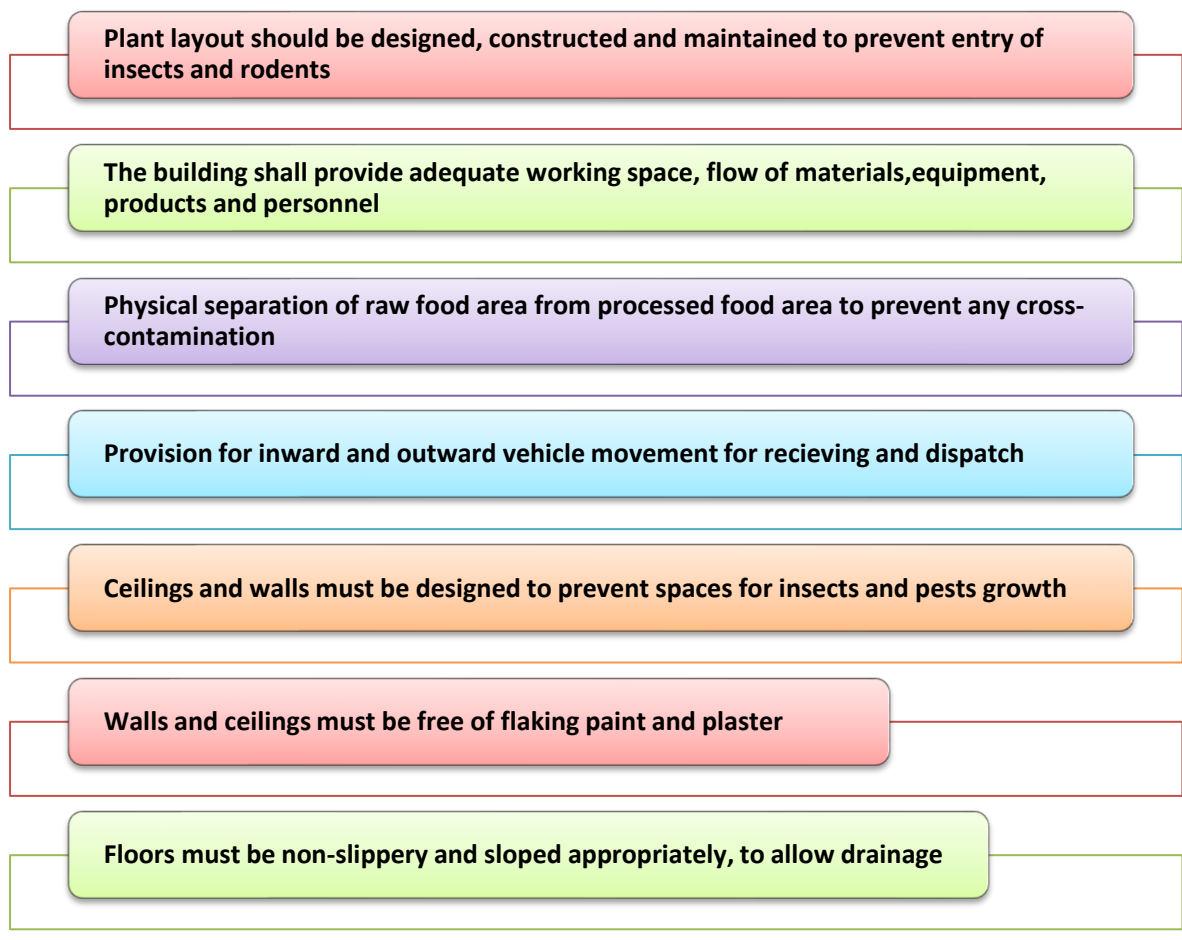 Plant layout should be designed, constructed and maintained to prevent entry of
insects and rodents
The building shall provide adequate working space, flow of materials,equipment,
products and personnel
Physical separation of raw food area from processed food area to prevent any cross-
contamination
Provision for inward and outward vehicle movement for recieving and dispatch
Ceilings and walls must be designed to prevent spaces for insects and pests growth
Walls and ceilings must be free of flaking paint and plaster
Floors must be non-slippery and sloped appropriately, to allow drainage